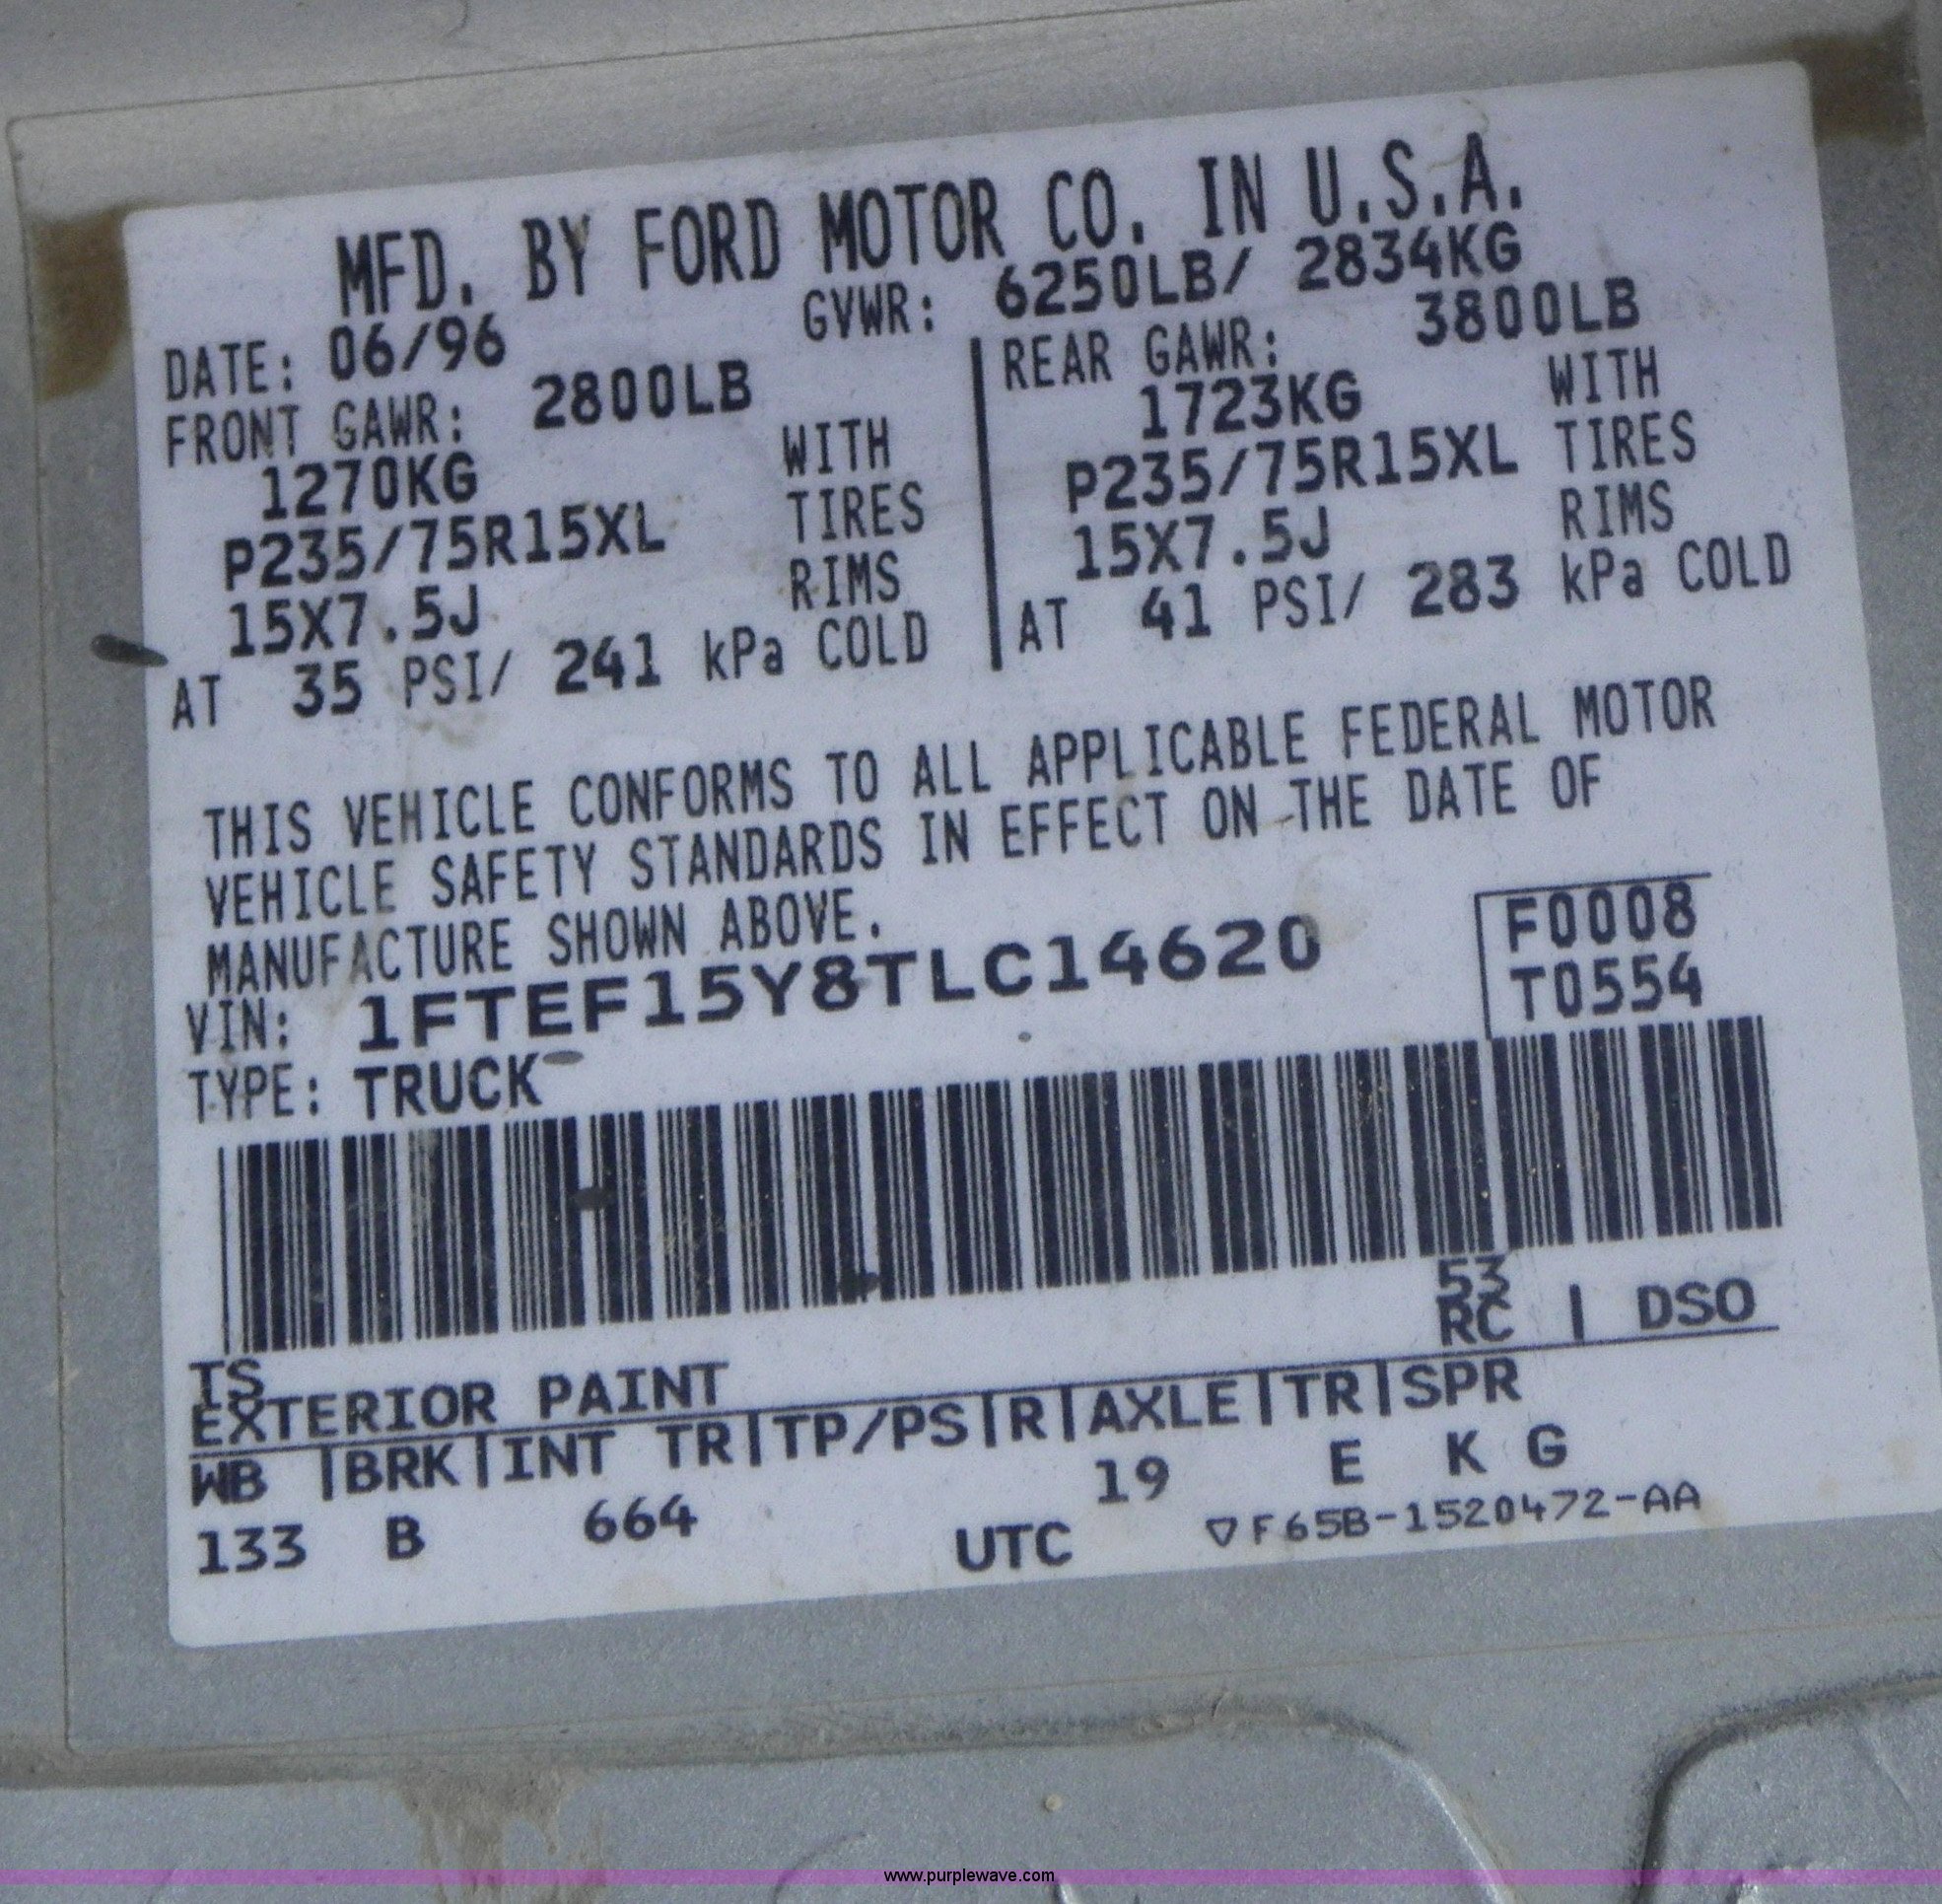 MFD. BY FORD MOTOR CO. IN U.S.A.
DATE: 06/96 GVWR: 6250LB/ 2834KG
FRONT GAWR: 2800LB
1270KG WITH
P235/75R15XL TIRES
15X7.5J RIMS
AT 35 PSI/ 241 kPa COLD
REAR GAWR: 3800LB
1723KG WITH
P235/75R15XL TIRES
15X7.5J RIMS
AT 41 PSI/ 283 kPa COLD
THIS VEHICLE CONFORMS TO ALL APPLICABLE FEDERAL MOTOR
VEHICLE SAFETY STANDARDS IN EFFECT ON THE DATE OF
MANUFACTURE SHOWN ABOVE.
VIN: 1FTEF15Y8TLC14620
F0008
T0554
TYPE: TRUCK
TS 53
EXTERIOR PAINT RC | DSO
WB |BRK|INT TR|TP/PS|R|AXLE|TR|SPR
133 B 664 19 E K G
UTC ▽F65B-1520472-AA
www.purplewave.com